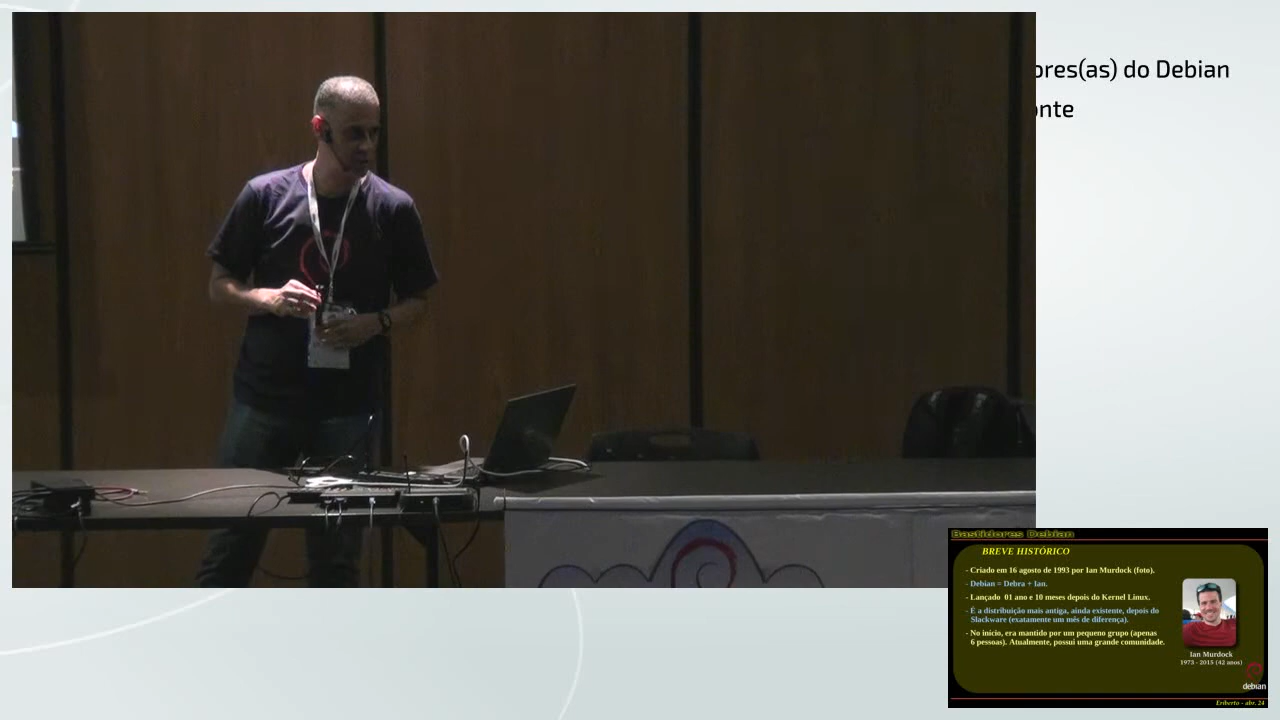 ores(as) do Debian
onte
Bastidores Debian
BREVE HISTÓRICO
- Criado em 16 agosto de 1993 por Ian Murdock (foto).
- Debian = Debra + Ian.
- Lançado 01 ano e 10 meses depois do Kernel Linux.
- É a distribuição mais antiga, ainda existente, depois do
Slackware (exatamente um mês de diferença).
- No início, era mantido por um pequeno grupo (apenas
6 pessoas). Atualmente, possui uma grande comunidade.
Ian Murdock
1973 - 2015 (42 anos)
debian
Eriberto - abr. 24